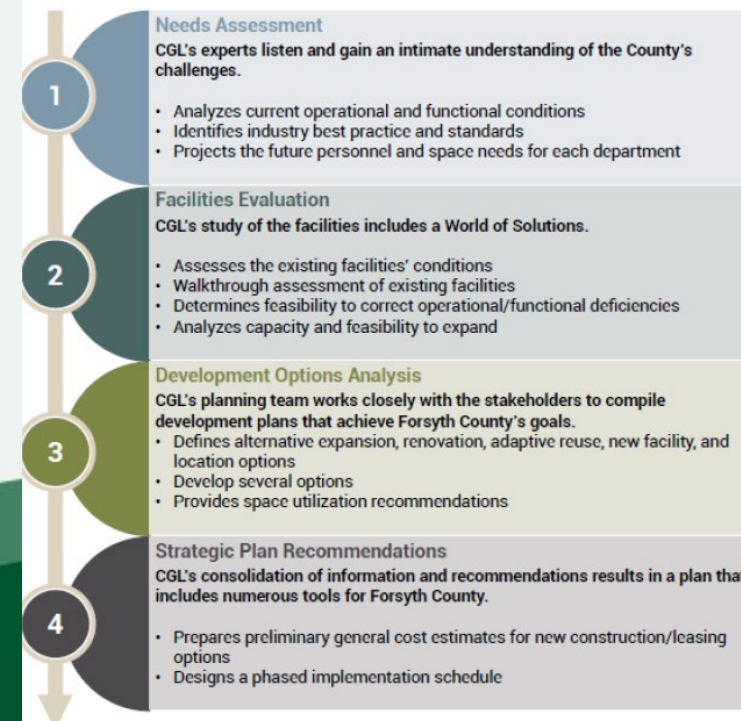 1
Needs Assessment
CGL's experts listen and gain an intimate understanding of the County's
challenges.
• Analyzes current operational and functional conditions
• Identifies industry best practice and standards
• Projects the future personnel and space needs for each department
2
Facilities Evaluation
CGL's study of the facilities includes a World of Solutions.
• Assesses the existing facilities' conditions
• Walkthrough assessment of existing facilities
• Determines feasibility to correct operational/functional deficiencies
• Analyzes capacity and feasibility to expand
3
Development Options Analysis
CGL's planning team works closely with the stakeholders to compile
development plans that achieve Forsyth County's goals.
• Defines alternative expansion, renovation, adaptive reuse, new facility, and
location options
• Develop several options
• Provides space utilization recommendations
4
Strategic Plan Recommendations
CGL's consolidation of information and recommendations results in a plan that
includes numerous tools for Forsyth County.
• Prepares preliminary general cost estimates for new construction/leasing
options
• Designs a phased implementation schedule